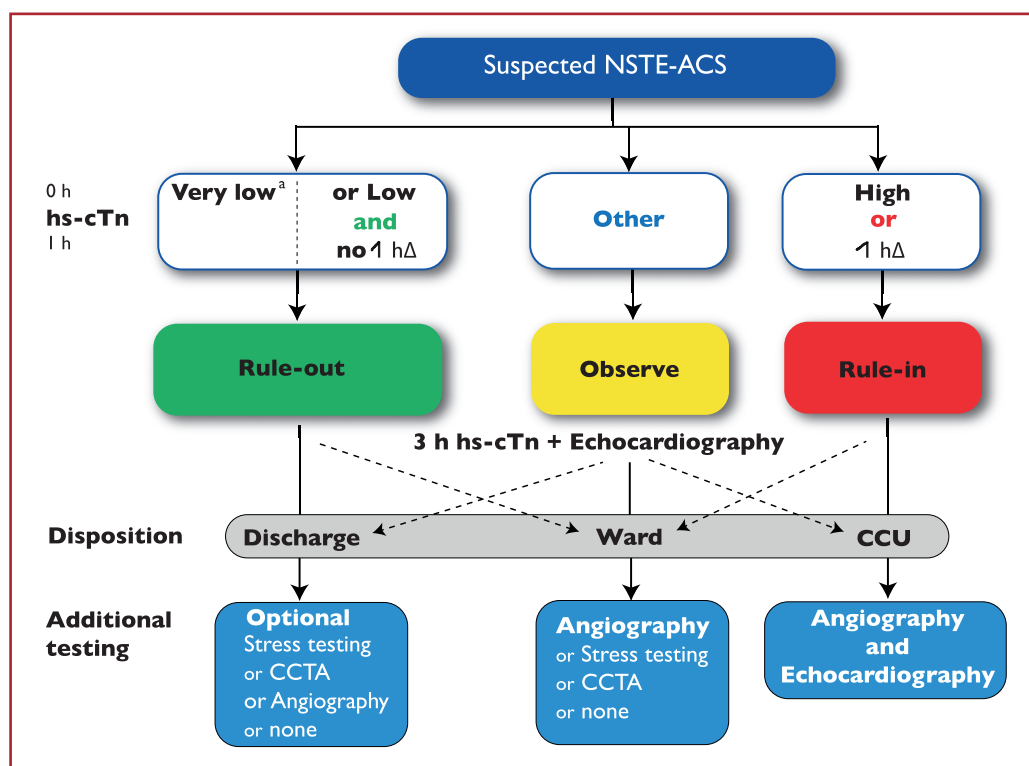 Suspected NSTE-ACS
0 h
hs-cTn
1 h
Very lowᵃ
or Low
and
no 1 hΔ
Other
High
or
1 hΔ
Rule-out
Observe
Rule-in
3 h hs-cTn + Echocardiography
Disposition
Discharge
Ward
CCU
Additional
testing
Optional
Stress testing
or CCTA
or Angiography
or none
Angiography
or Stress testing
or CCTA
or none
Angiography
and
Echocardiography